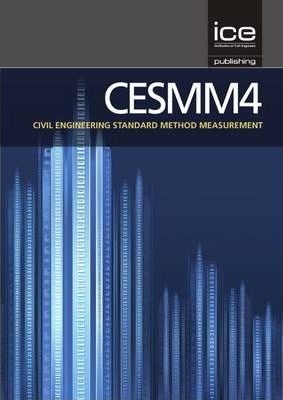 ice
Institution of Civil Engineers
publishing
CESMM4
CIVIL ENGINEERING STANDARD METHOD MEASUREMENT